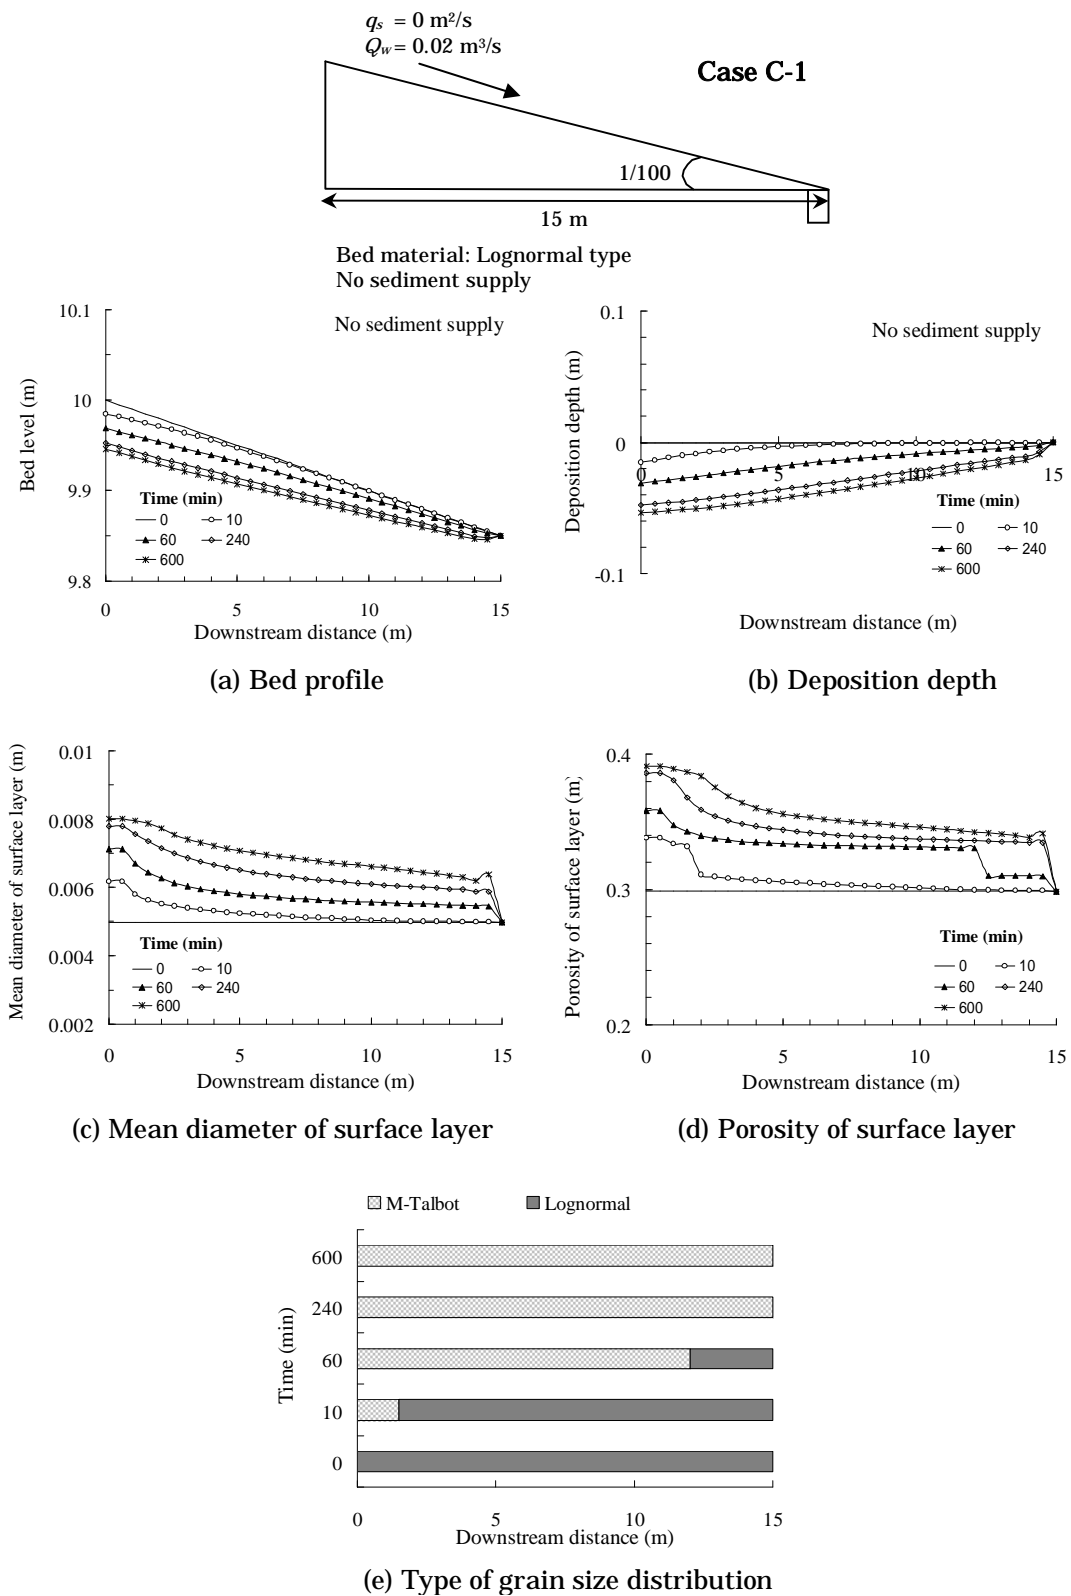 qs = 0 m²/s
Qw = 0.02 m³/s
Case C-1
1/100
15 m
Bed material: Lognormal type
No sediment supply
10.1
10
9.9
9.8
Bed level (m)
No sediment supply
Time (min)
0 10
60 240
600
0 5 10 15
Downstream distance (m)
(a) Bed profile
0.1
0
-0.1
Deposition depth (m)
No sediment supply
0 5 10 15
Time (min)
0 10
60 240
600
Downstream distance (m)
(b) Deposition depth
0.01
0.008
0.006
0.004
0.002
Mean diameter of surface layer (m)
Time (min)
0 10
60 240
600
0 5 10 15
Downstream distance (m)
(c) Mean diameter of surface layer
0.4
0.3
0.2
Porosity of surface layer (m)
Time (min)
0 10
60 240
600
0 5 10 15
Downstream distance (m)
(d) Porosity of surface layer
M-Talbot Lognormal
600
240
60
10
0
Time (min)
0 5 10 15
Downstream distance (m)
(e) Type of grain size distribution